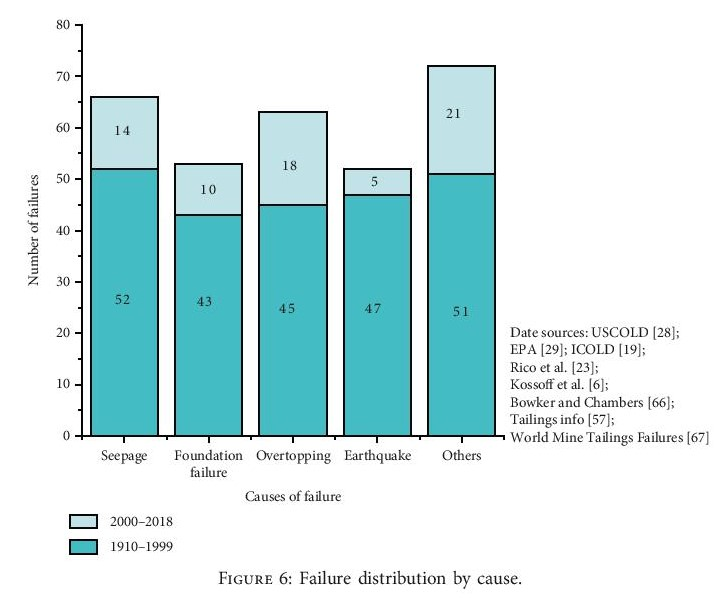 80
70
60
50
40
30
20
10
0
Number of failures
14
52
10
43
18
45
5
47
21
51
Seepage
Foundation
failure
Overtopping
Earthquake
Others
Causes of failure
Date sources: USCOLD [28];
EPA [29]; ICOLD [19];
Rico et al. [23];
Kossoff et al. [6];
Bowker and Chambers [66];
Tailings info [57];
World Mine Tailings Failures [67]
2000–2018
1910–1999
FIGURE 6: Failure distribution by cause.